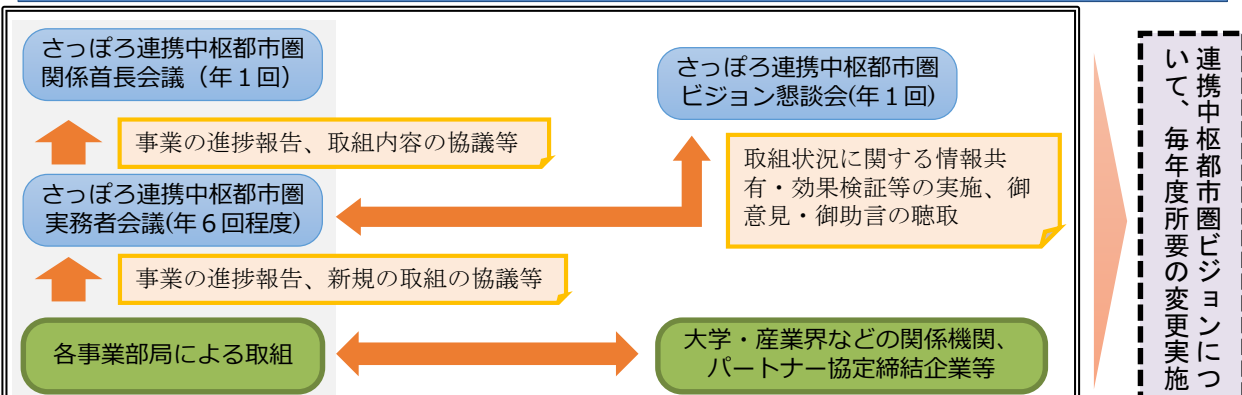 さっぽろ連携中枢都市圏
関係首長会議（年１回）
さっぽろ連携中枢都市圏
ビジョン懇談会(年１回)
事業の進捗報告、取組内容の協議等
取組状況に関する情報共
有・効果検証等の実施、御
意見・御助言の聴取
さっぽろ連携中枢都市圏
実務者会議(年６回程度)
事業の進捗報告、新規の取組の協議等
各事業部局による取組
大学・産業界などの関係機関、
パートナー協定締結企業等
連携中枢都市圏ビジョンにつ
いて、毎年度所要の変更実施